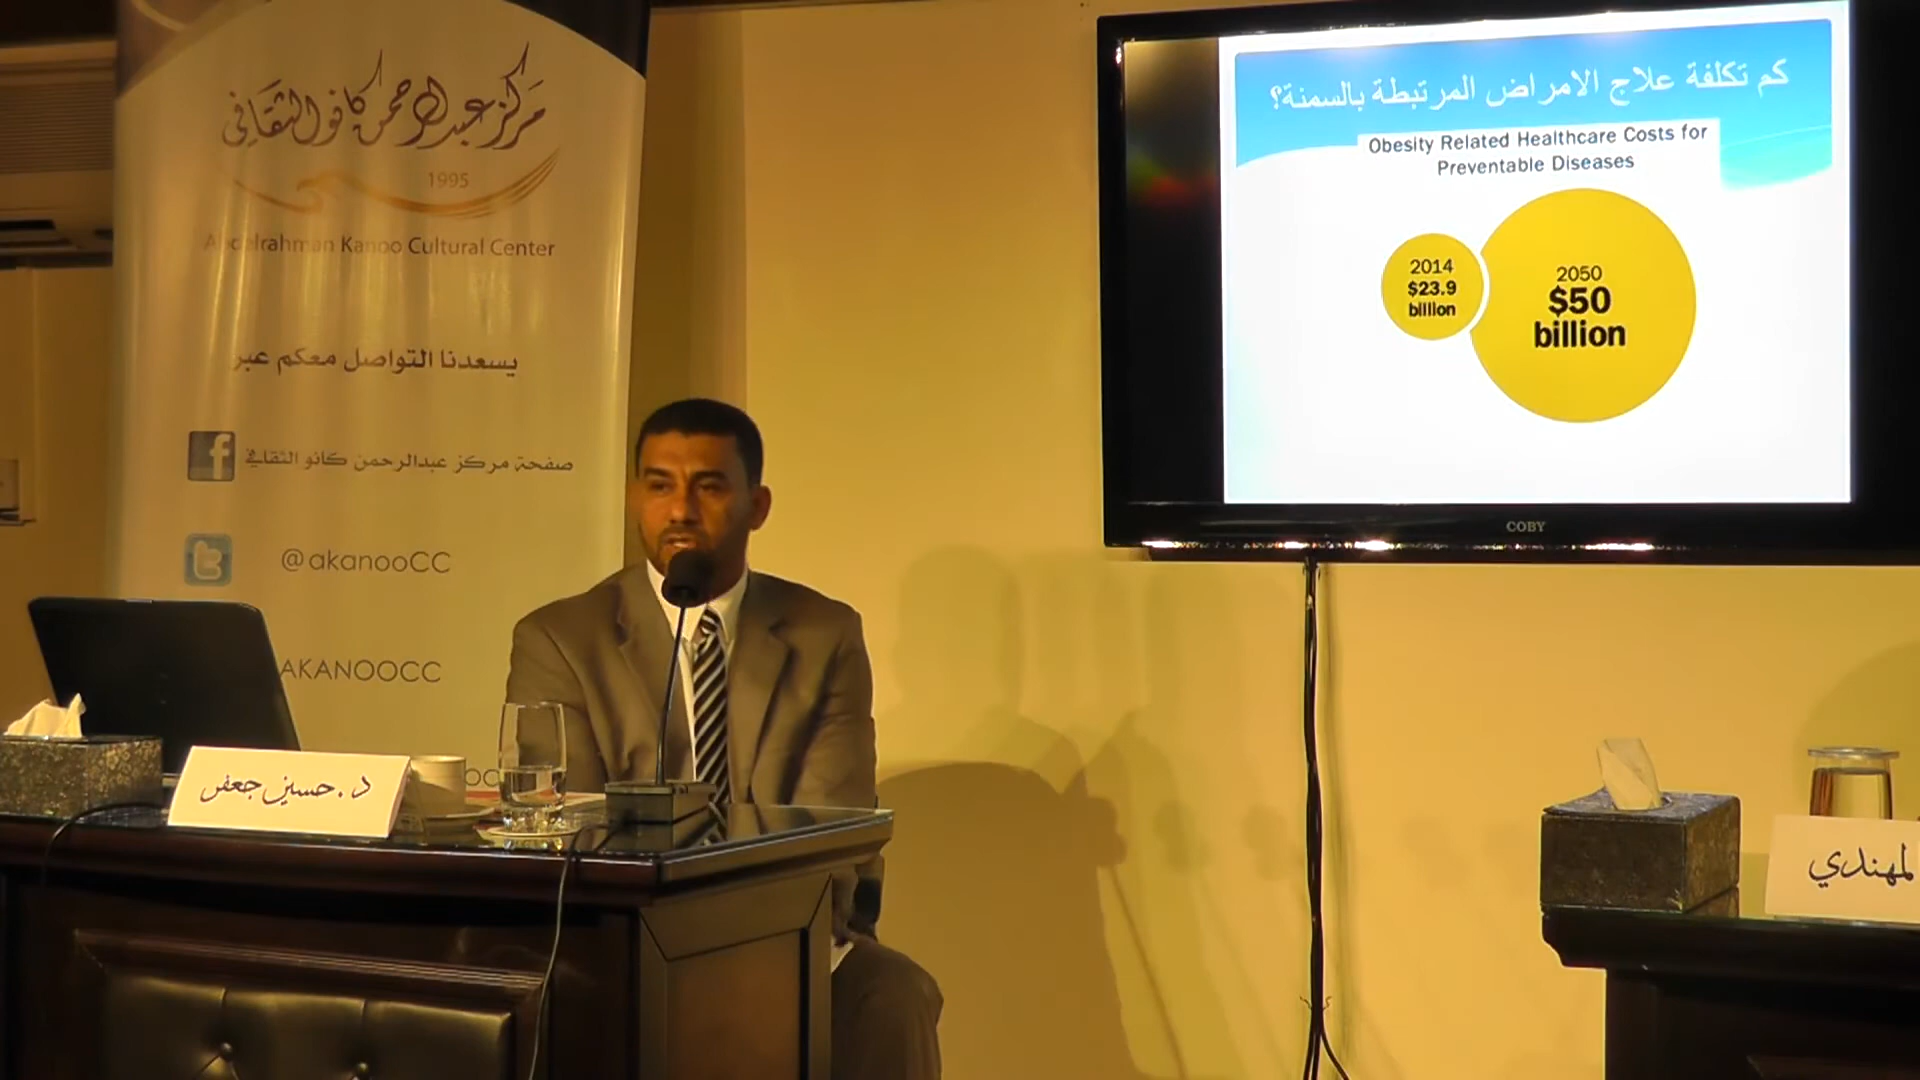 مركز عبدالرحمن كانو الثقافي
1995
Abdelrahman Kanoo Cultural Center
يسعدنا التواصل معكم عبر
f صفحة مركز عبدالرحمن كانو الثقافي
@akanooCC
AKANOOCC
د. حسين جعفر
كم تكلفة علاج الامراض المرتبطة بالسمنة؟
Obesity Related Healthcare Costs for
Preventable Diseases
2014
$23.9
billion
2050
$50
billion
COBY
لمهندي